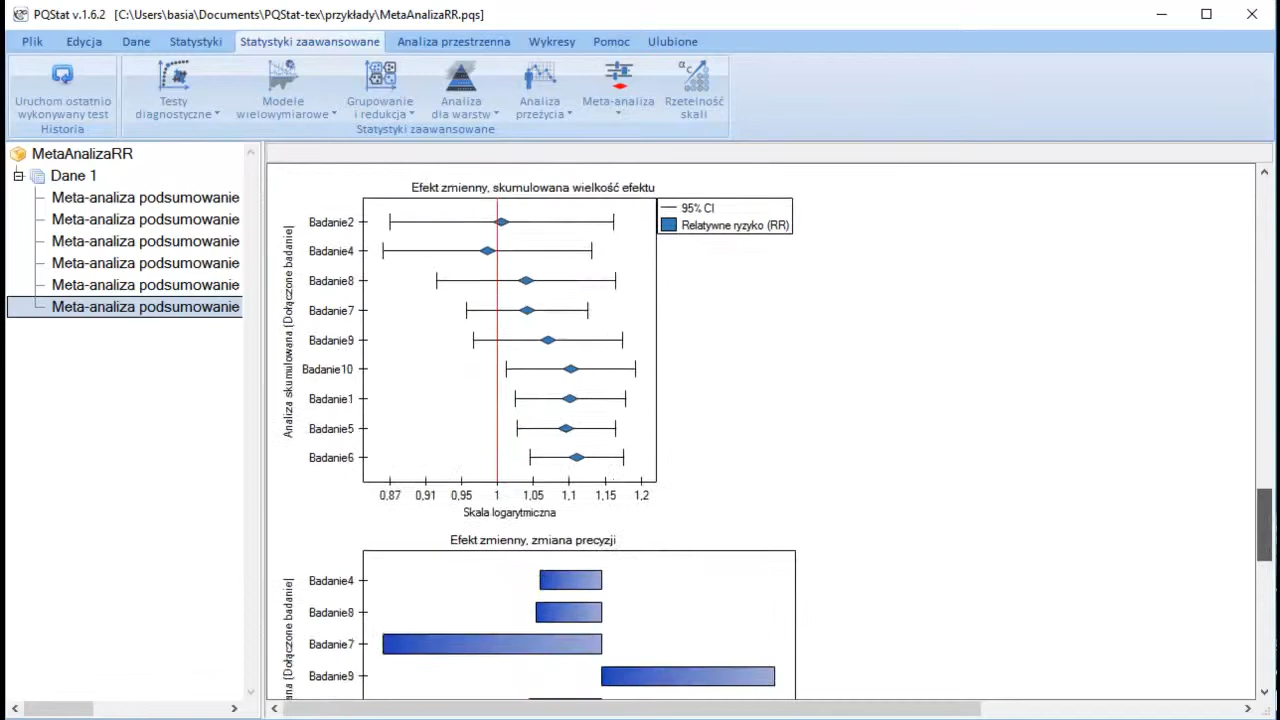 PQStat v.1.6.2 [C:\Users\basia\Documents\PQStat-tex\przykłady\MetaAnalizaRR.pqs]
Plik Edycja Dane Statystyki Statystyki zaawansowane Analiza przestrzenna Wykresy Pomoc Ulubione
Uruchom ostatnio
wykonywany test
Historia
Testy
diagnostyczne
Modele
wielowymiarowe
Grupowanie
i redukcja
Analiza
dla warstw
Analiza
przeżycia
Meta-analiza
αc
Rzetelność
skali
Statystyki zaawansowane
MetaAnalizaRR
Dane 1
Meta-analiza podsumowanie
Meta-analiza podsumowanie
Meta-analiza podsumowanie
Meta-analiza podsumowanie
Meta-analiza podsumowanie
Meta-analiza podsumowanie
Efekt zmienny, skumulowana wielkość efektu
95% CI
Relatywne ryzyko (RR)
Analiza skumulowana (Dołączone badanie)
Badanie2
Badanie4
Badanie8
Badanie7
Badanie9
Badanie10
Badanie1
Badanie5
Badanie6
0,87 0,91 0,95 1 1,05 1,1 1,15 1,2
Skala logarytmiczna
Efekt zmienny, zmiana precyzji
(Dołączone badanie)
Badanie4
Badanie8
Badanie7
Badanie9